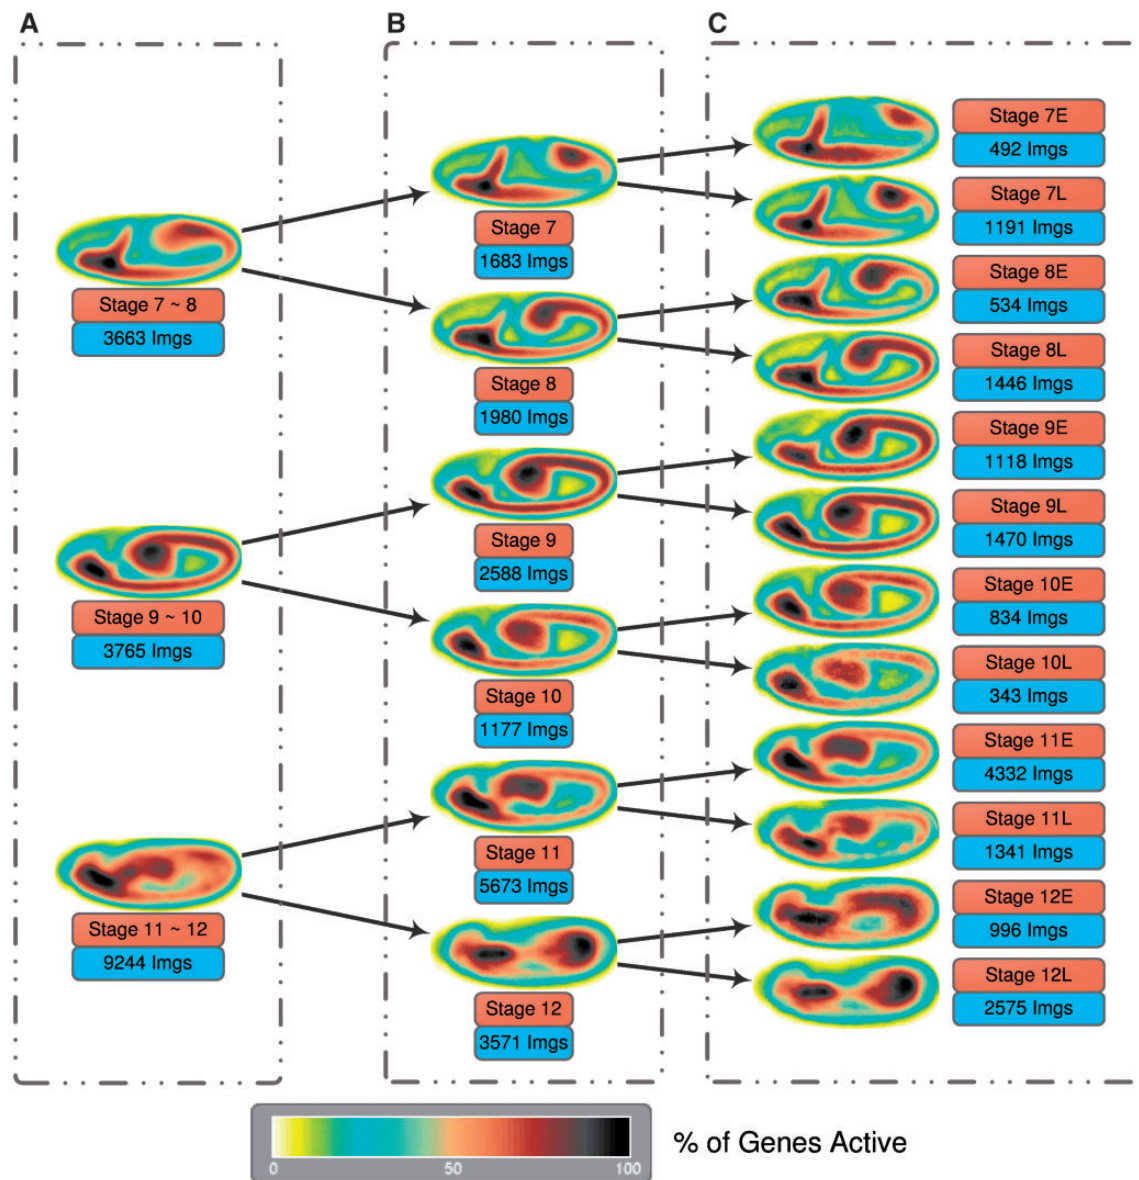 A
B
C
Stage 7 ~ 8
3663 Imgs
Stage 9 ~ 10
3765 Imgs
Stage 11 ~ 12
9244 Imgs
Stage 7
1683 Imgs
Stage 8
1980 Imgs
Stage 9
2588 Imgs
Stage 10
1177 Imgs
Stage 11
5673 Imgs
Stage 12
3571 Imgs
Stage 7E
492 Imgs
Stage 7L
1191 Imgs
Stage 8E
534 Imgs
Stage 8L
1446 Imgs
Stage 9E
1118 Imgs
Stage 9L
1470 Imgs
Stage 10E
834 Imgs
Stage 10L
343 Imgs
Stage 11E
4332 Imgs
Stage 11L
1341 Imgs
Stage 12E
996 Imgs
Stage 12L
2575 Imgs
0 50 100
% of Genes Active